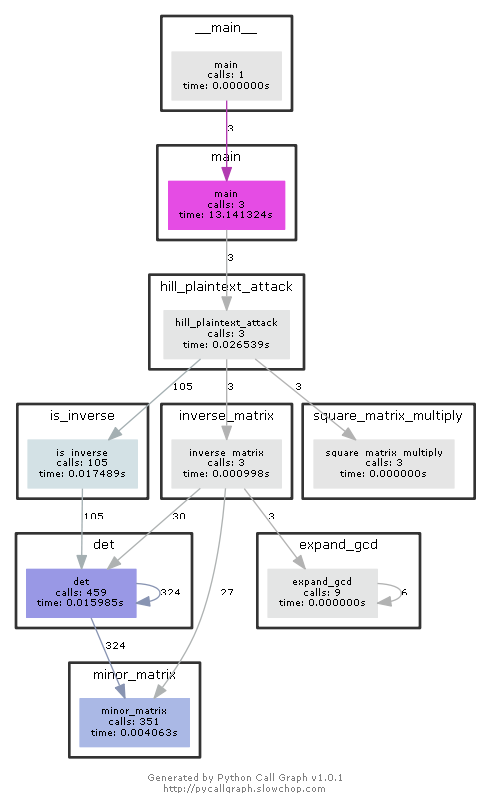 __main__
main
calls: 1
time: 0.000000s
3
main
main
calls: 3
time: 13.141324s
3
hill_plaintext_attack
hill_plaintext_attack
calls: 3
time: 0.026539s
105
3
3
is_inverse
is_inverse
calls: 105
time: 0.017489s
inverse_matrix
inverse_matrix
calls: 3
time: 0.000998s
square_matrix_multiply
square_matrix_multiply
calls: 3
time: 0.000000s
105
30
3
det
det
calls: 459
time: 0.015985s
324
27
expand_gcd
expand_gcd
calls: 9
time: 0.000000s
6
324
minor_matrix
minor_matrix
calls: 351
time: 0.004063s
Generated by Python Call Graph v1.0.1
http://pycallgraph.slowchop.com